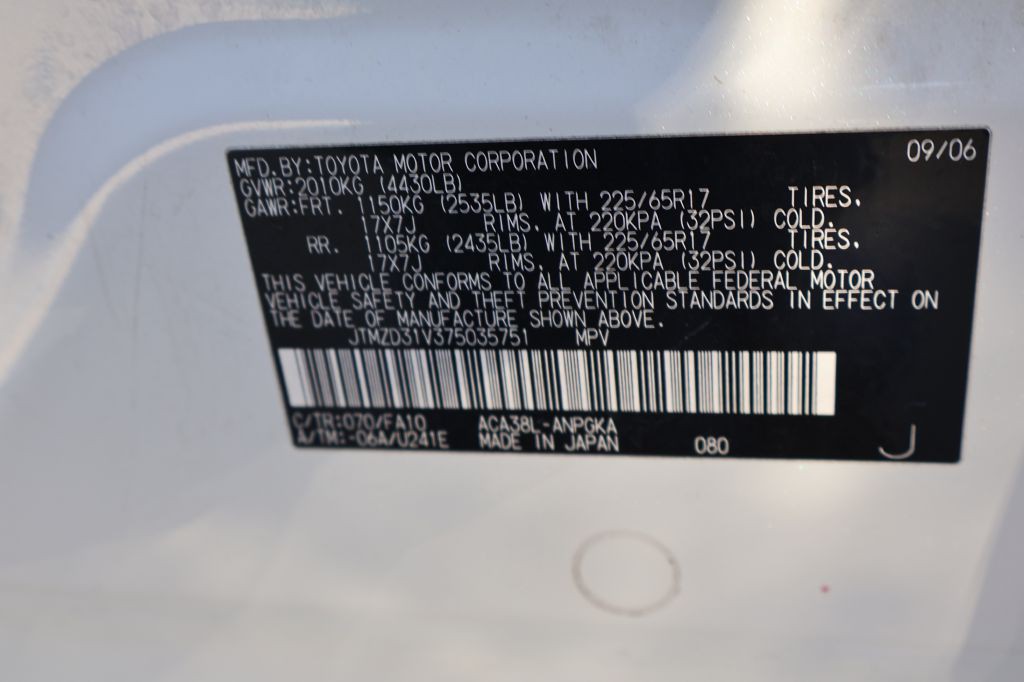 MFD.BY:TOYOTA MOTOR CORPORATION 09/06
GVWR:2010KG (4430LB)
GAWR:FRT. 1150KG (2535LB) WITH 225/65R17 TIRES,
17X7J RIMS, AT 220KPA (32PSI) COLD.
RR. 1105KG (2435LB) WITH 225/65R17 TIRES,
17X7J RIMS, AT 220KPA (32PSI) COLD.
THIS VEHICLE CONFORMS TO ALL APPLICABLE FEDERAL MOTOR
VEHICLE SAFETY AND THEFT PREVENTION STANDARDS IN EFFECT ON
THE DATE OF MANUFACTURE SHOWN ABOVE.
JTMZD31V375035751 MPV
C/TR:070/FA10 ACA38L-ANPGKA
A/TM:-06A/U241E MADE IN JAPAN 080 J